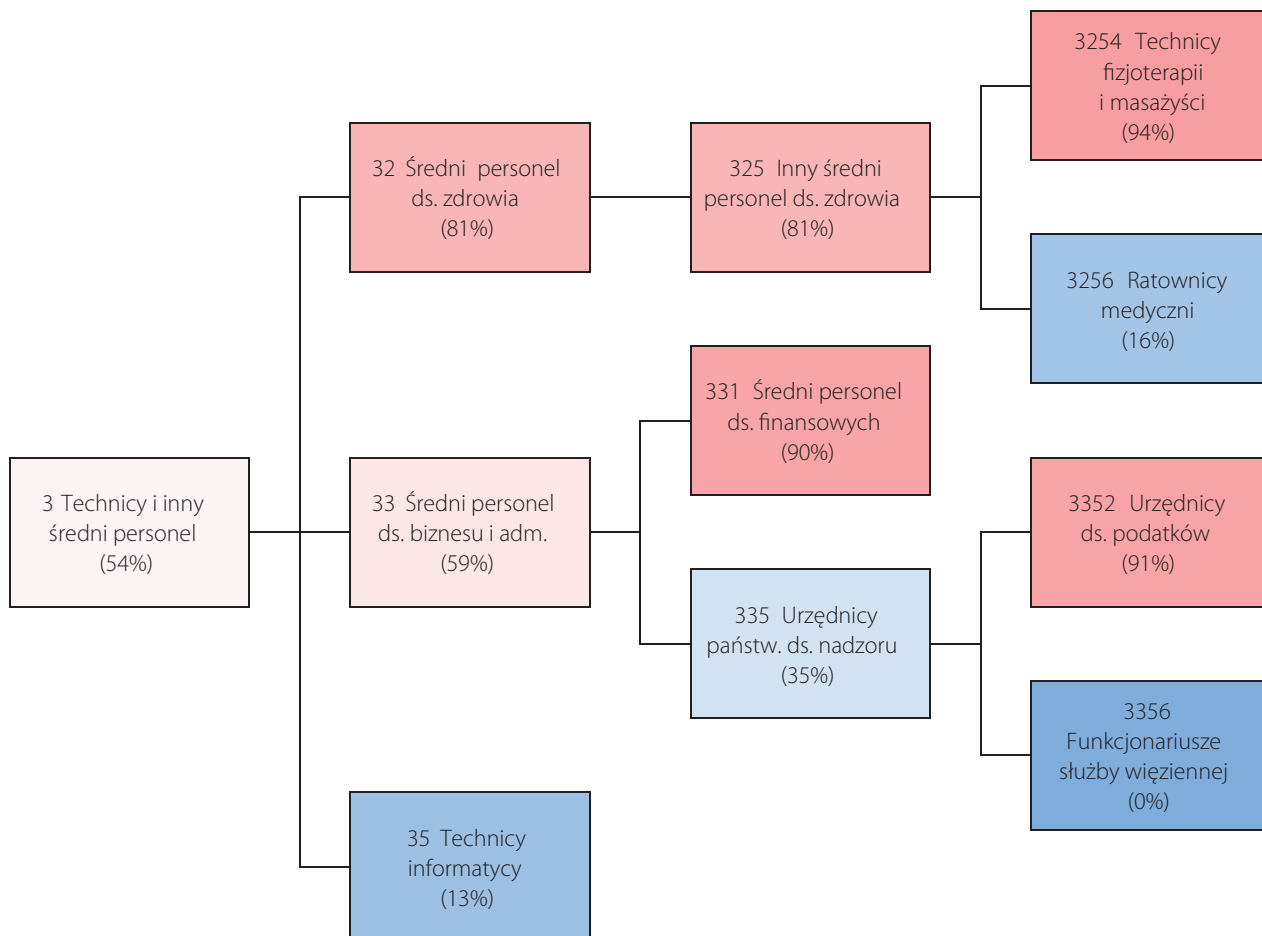 3254 Technicy
fizjoterapii
i masażyści
(94%)
32 Średni personel
ds. zdrowia
(81%)
325 Inny średni
personel ds. zdrowia
(81%)
3256 Ratownicy
medyczni
(16%)
331 Średni personel
ds. finansowych
(90%)
3 Technicy i inny
średni personel
(54%)
33 Średni personel
ds. biznesu i adm.
(59%)
3352 Urzędnicy
ds. podatków
(91%)
335 Urzędnicy
państw. ds. nadzoru
(35%)
3356
Funkcjonariusze
służby więziennej
(0%)
35 Technicy
informatycy
(13%)